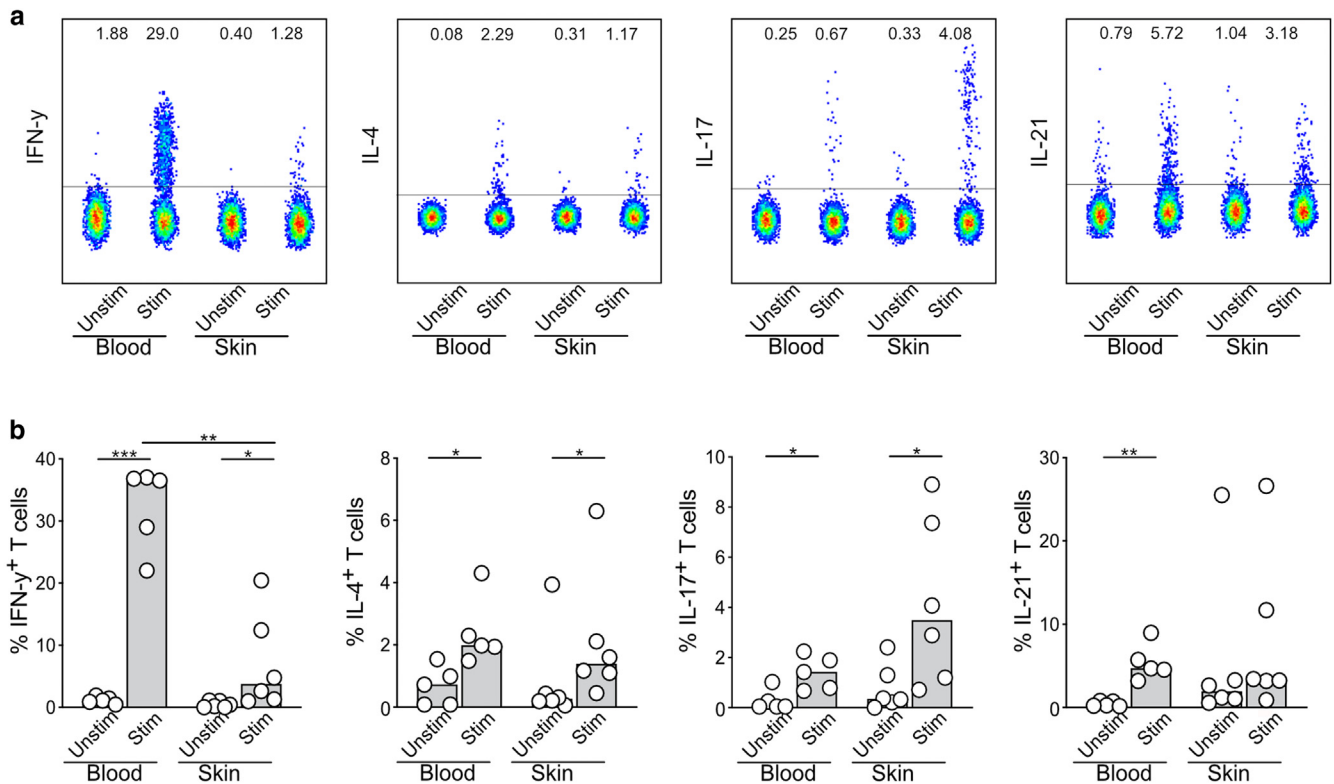 a
IFN-y
1.88 29.0 0.40 1.28
Unstim Stim Unstim Stim
Blood Skin
IL-4
0.08 2.29 0.31 1.17
Unstim Stim Unstim Stim
Blood Skin
IL-17
0.25 0.67 0.33 4.08
Unstim Stim Unstim Stim
Blood Skin
IL-21
0.79 5.72 1.04 3.18
Unstim Stim Unstim Stim
Blood Skin
b
% IFN-y+ T cells
40
30
20
10
0
**
*** *
Unstim Stim Unstim Stim
Blood Skin
% IL-4+ T cells
8
6
4
2
0
* *
Unstim Stim Unstim Stim
Blood Skin
% IL-17+ T cells
10
8
6
4
2
0
* *
Unstim Stim Unstim Stim
Blood Skin
% IL-21+ T cells
30
20
10
0
**
Unstim Stim Unstim Stim
Blood Skin